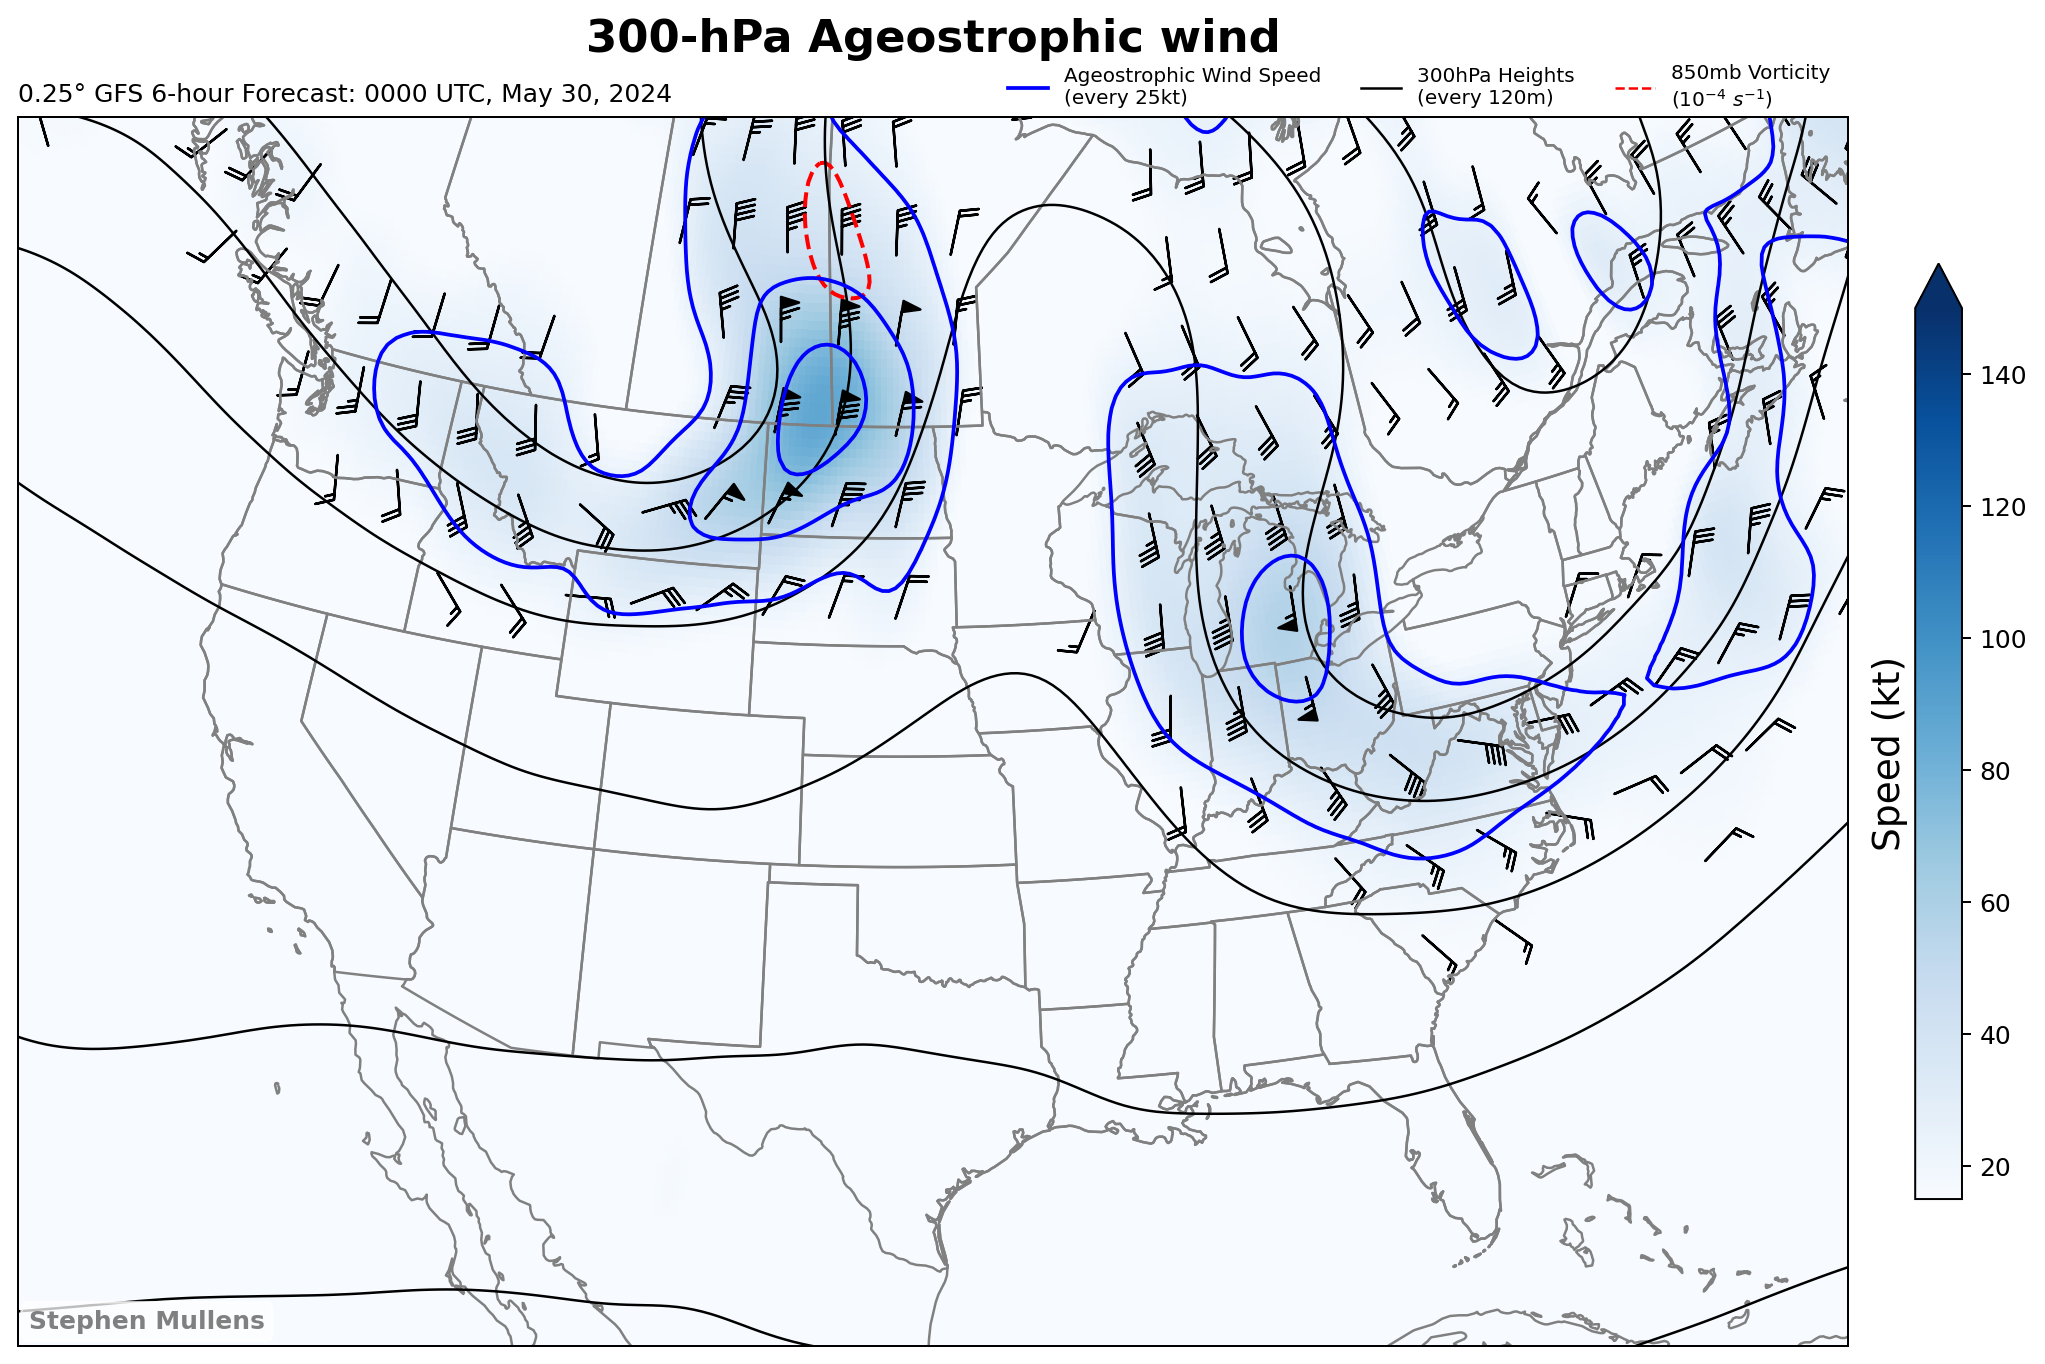 300-hPa Ageostrophic wind
0.25° GFS 6-hour Forecast: 0000 UTC, May 30, 2024
Ageostrophic Wind Speed
(every 25kt)
300hPa Heights
(every 120m)
850mb Vorticity
(10⁻⁴ s⁻¹)
140
120
100
80
60
40
20
Speed (kt)
Stephen Mullens